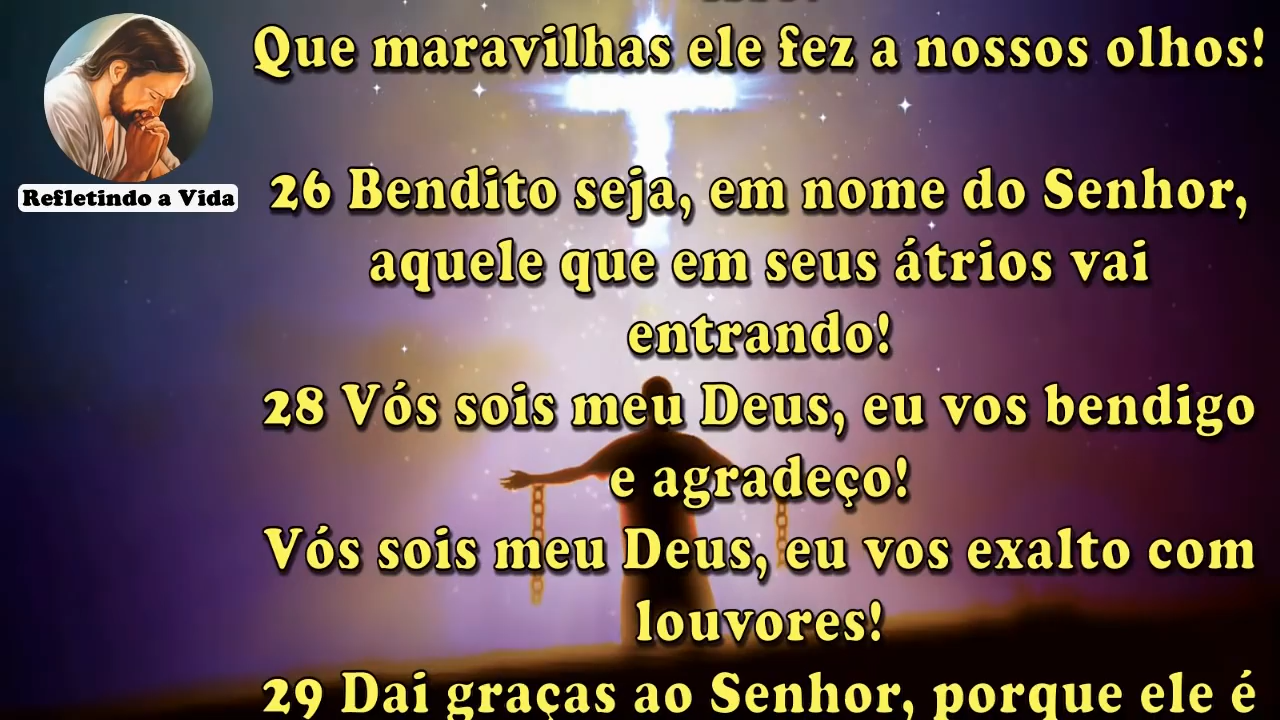 Que maravilhas ele fez a nossos olhos!
Refletindo a Vida
26 Bendito seja, em nome do Senhor,
aquele que em seus átrios vai
entrando!
28 Vós sois meu Deus, eu vos bendigo
e agradeço!
Vós sois meu Deus, eu vos exalto com
louvores!
29 Dai graças ao Senhor, porque ele é